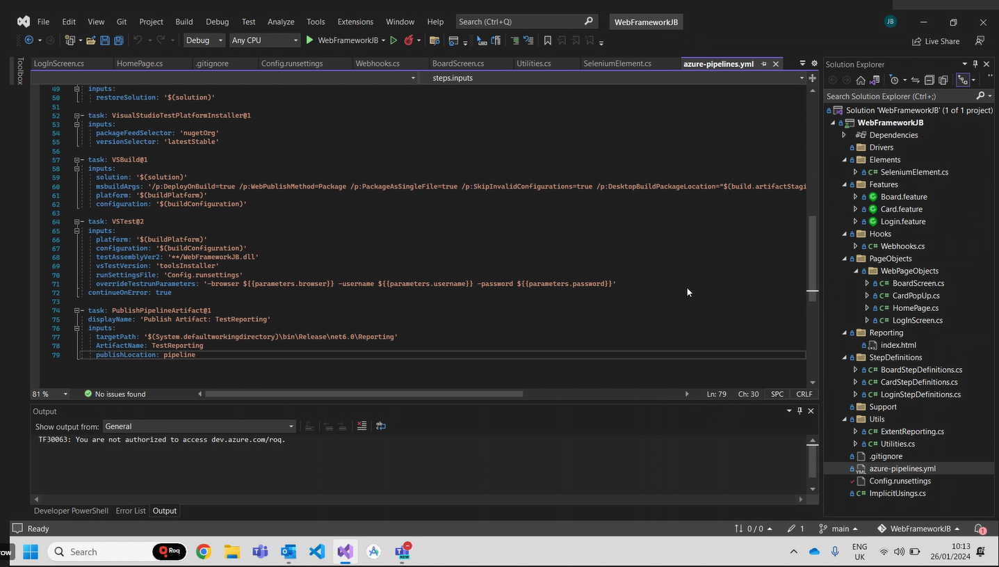 File Edit View Git Project Build Debug Test Analyze Tools Extensions Window Help Search (Ctrl+Q) WebFrameworkJB JB
Debug Any CPU WebFrameworkJB Live Share
Toolbox
LogInScreen.cs HomePage.cs .gitignore Config.runsettings Webhooks.cs BoardScreen.cs Utilities.cs SeleniumElement.cs azure-pipelines.yml
steps.inputs
49 inputs:
50 restoreSolution: '$(solution)'
51
52 - task: VisualStudioTestPlatformInstaller@1
53 inputs:
54 packageFeedSelector: 'nugetOrg'
55 versionSelector: 'latestStable'
56
57 - task: VSBuild@1
58 inputs:
59 solution: '$(solution)'
60 msbuildArgs: '/p:DeployOnBuild=true /p:WebPublishMethod=Package /p:PackageAsSingleFile=true /p:SkipInvalidConfigurations=true /p:DesktopBuildPackageLocation="$(build.artifactStagi
61 platform: '$(buildPlatform)'
62 configuration: '$(buildConfiguration)'
63
64 - task: VSTest@2
65 inputs:
66 platform: '$(buildPlatform)'
67 configuration: '$(buildConfiguration)'
68 testAssemblyVer2: '**/WebFrameworkJB.dll'
69 vsTestVersion: 'toolsInstaller'
70 runSettingsFile: 'Config.runsettings'
71 overrideTestrunParameters: '-browser ${{parameters.browser}} -username ${{parameters.username}} -password ${{parameters.password}}'
72 continueOnError: true
73
74 - task: PublishPipelineArtifact@1
75 displayName: 'Publish Artifact: TestReporting'
76 inputs:
77 targetPath: '$(System.defaultworkingdirectory)\bin\Release\net6.0\Reporting'
78 ArtifactName: TestReporting
79 publishLocation: pipeline
81 % No issues found Ln: 79 Ch: 30 SPC CRLF
Output
Show output from: General
TF30063: You are not authorized to access dev.azure.com/roq.
Developer PowerShell Error List Output
Solution Explorer
Search Solution Explorer (Ctrl+;)
Solution 'WebFrameworkJB' (1 of 1 project)
WebFrameworkJB
Dependencies
Drivers
Elements
C# SeleniumElement.cs
Features
Board.feature
Card.feature
Login.feature
Hooks
C# Webhooks.cs
PageObjects
WebPageObjects
C# BoardScreen.cs
C# CardPopUp.cs
C# HomePage.cs
C# LogInScreen.cs
Reporting
index.html
StepDefinitions
C# BoardStepDefinitions.cs
C# CardStepDefinitions.cs
C# LoginStepDefinitions.cs
Support
Utils
C# ExtentReporting.cs
C# Utilities.cs
.gitignore
YML azure-pipelines.yml
Config.runsettings
C# ImplicitUsings.cs
Ready 0 / 0 1 main WebFrameworkJB 1
ow Search Roq NEW ENG UK 10:13 26/01/2024